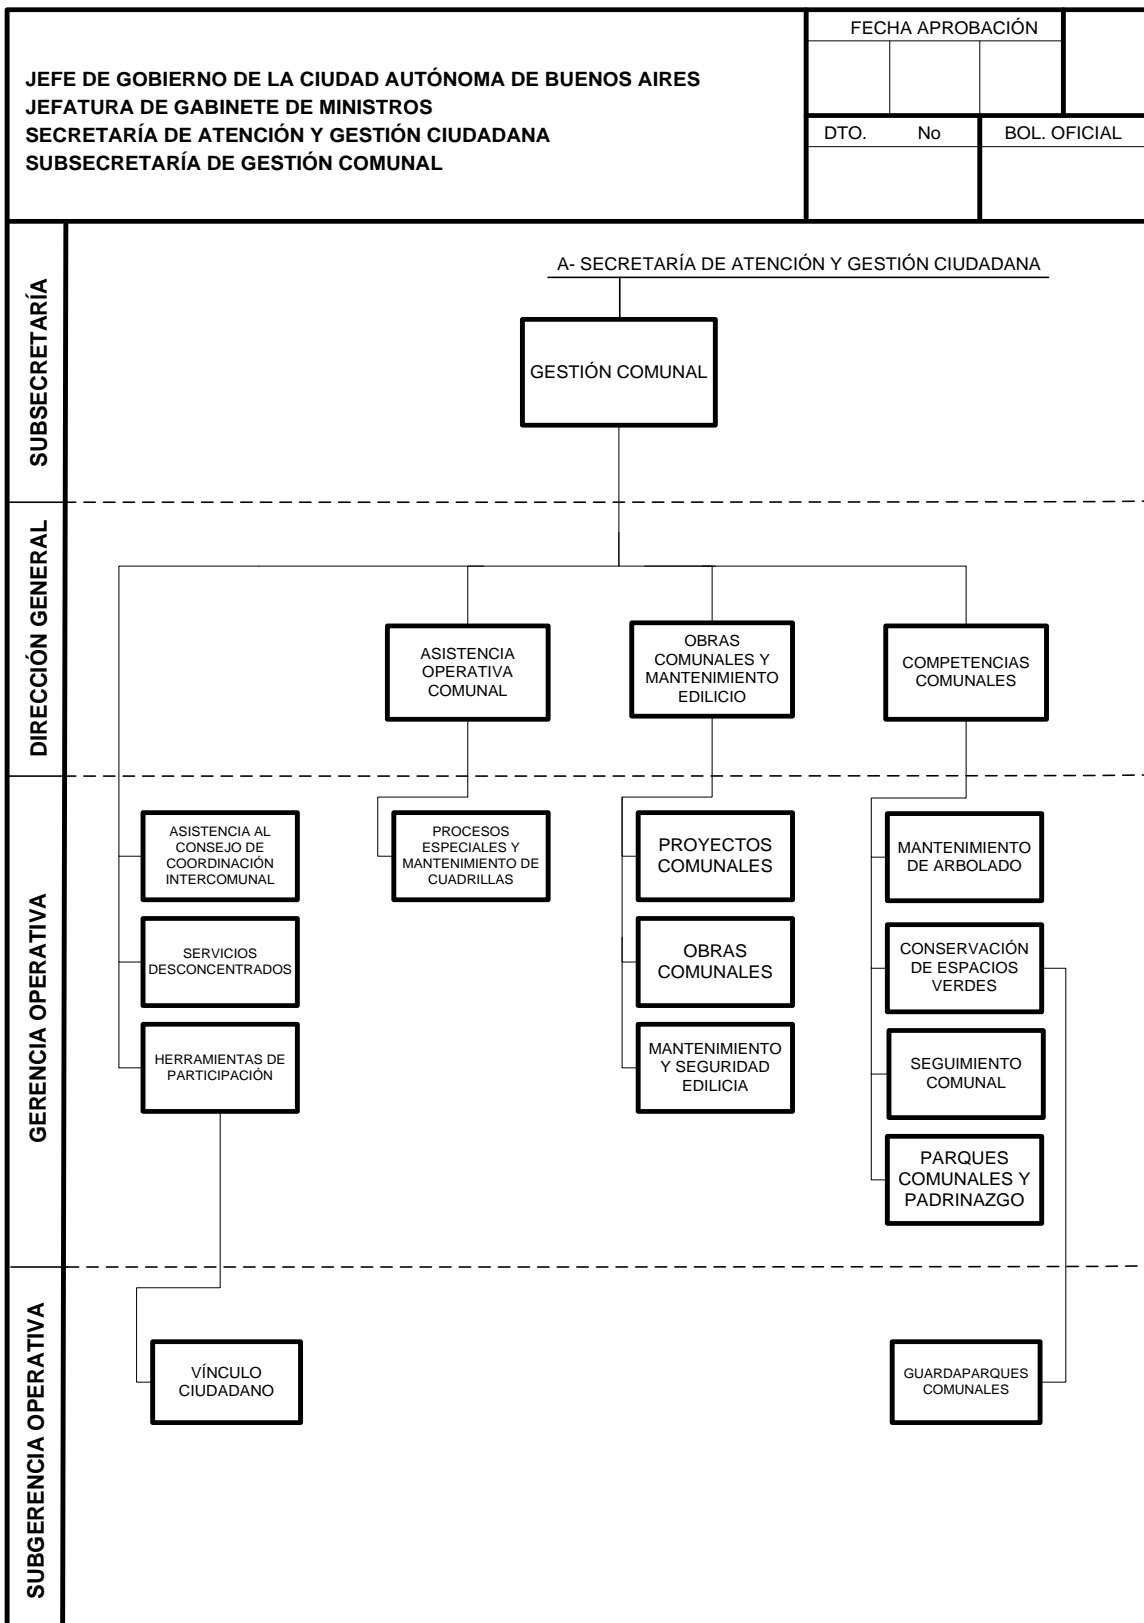 JEFE DE GOBIERNO DE LA CIUDAD AUTÓNOMA DE BUENOS AIRES
JEFATURA DE GABINETE DE MINISTROS
SECRETARÍA DE ATENCIÓN Y GESTIÓN CIUDADANA
SUBSECRETARÍA DE GESTIÓN COMUNAL
FECHA APROBACIÓN
DTO. No
BOL. OFICIAL
SUBSECRETARÍA
A- SECRETARÍA DE ATENCIÓN Y GESTIÓN CIUDADANA
GESTIÓN COMUNAL
DIRECCIÓN GENERAL
ASISTENCIA
OPERATIVA
COMUNAL
OBRAS
COMUNALES Y
MANTENIMIENTO
EDILICIO
COMPETENCIAS
COMUNALES
GERENCIA OPERATIVA
ASISTENCIA AL
CONSEJO DE
COORDINACIÓN
INTERCOMUNAL
SERVICIOS
DESCONCENTRADOS
HERRAMIENTAS DE
PARTICIPACIÓN
PROCESOS
ESPECIALES Y
MANTENIMIENTO DE
CUADRILLAS
PROYECTOS
COMUNALES
OBRAS
COMUNALES
MANTENIMIENTO
Y SEGURIDAD
EDILICIA
MANTENIMIENTO
DE ARBOLADO
CONSERVACIÓN
DE ESPACIOS
VERDES
SEGUIMIENTO
COMUNAL
PARQUES
COMUNALES Y
PADRINAZGO
SUBGERENCIA OPERATIVA
VÍNCULO
CIUDADANO
GUARDAPARQUES
COMUNALES